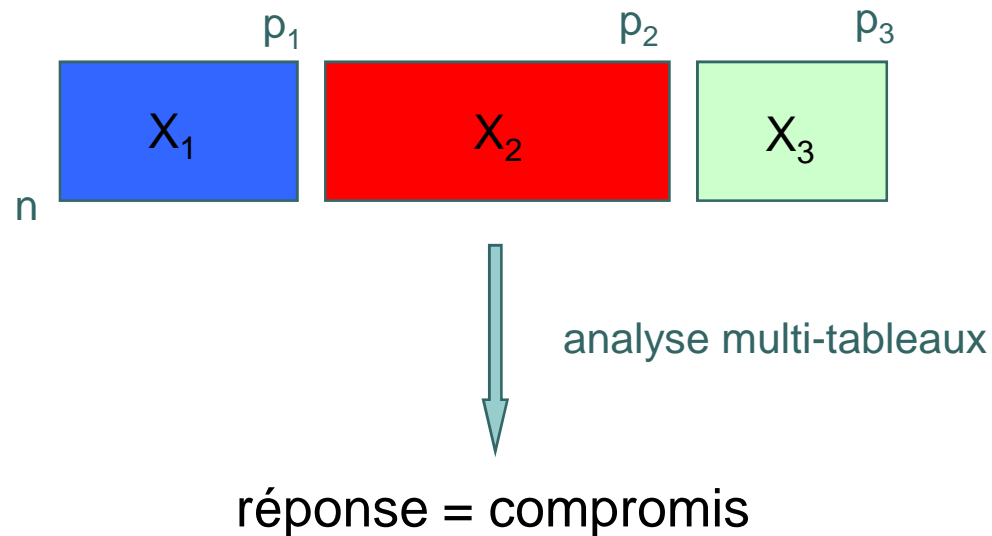 p₁ p₂ p₃
X₁ X₂ X₃
n
analyse multi-tableaux
réponse = compromis